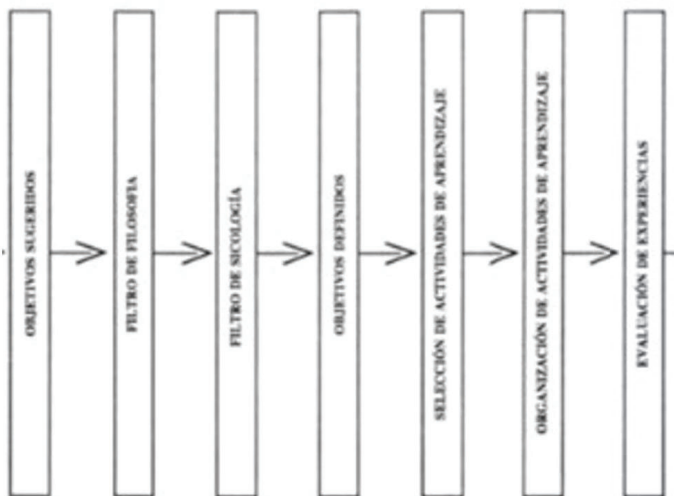 OBJETIVOS SUGERIDOS
FILTRO DE FILOSOFIA
FILTRO DE SICOLOGÍA
OBJETIVOS DEFINIDOS
SELECCIÓN DE ACTIVIDADES DE APRENDIZAJE
ORGANIZACIÓN DE ACTIVIDADES DE APRENDIZAJE
EVALUACIÓN DE EXPERIENCIAS